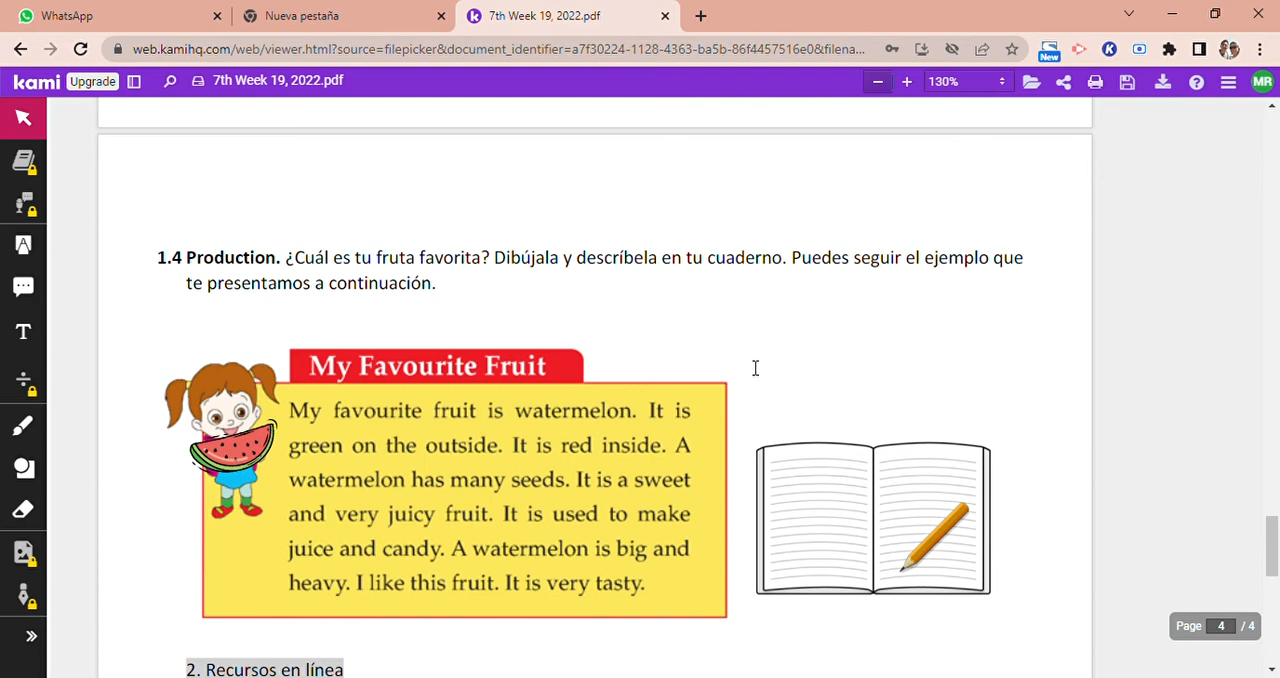 WhatsApp
Nueva pestaña
7th Week 19, 2022.pdf
web.kamihq.com/web/viewer.html?source=filepicker&document_identifier=a7f30224-1128-4363-ba5b-86f4457516e0&filena...
New
kami Upgrade
7th Week 19, 2022.pdf
130%
MR
1.4 Production. ¿Cuál es tu fruta favorita? Dibújala y descríbela en tu cuaderno. Puedes seguir el ejemplo que
te presentamos a continuación.
My Favourite Fruit
My favourite fruit is watermelon. It is
green on the outside. It is red inside. A
watermelon has many seeds. It is a sweet
and very juicy fruit. It is used to make
juice and candy. A watermelon is big and
heavy. I like this fruit. It is very tasty.
Page 4 / 4
2. Recursos en línea